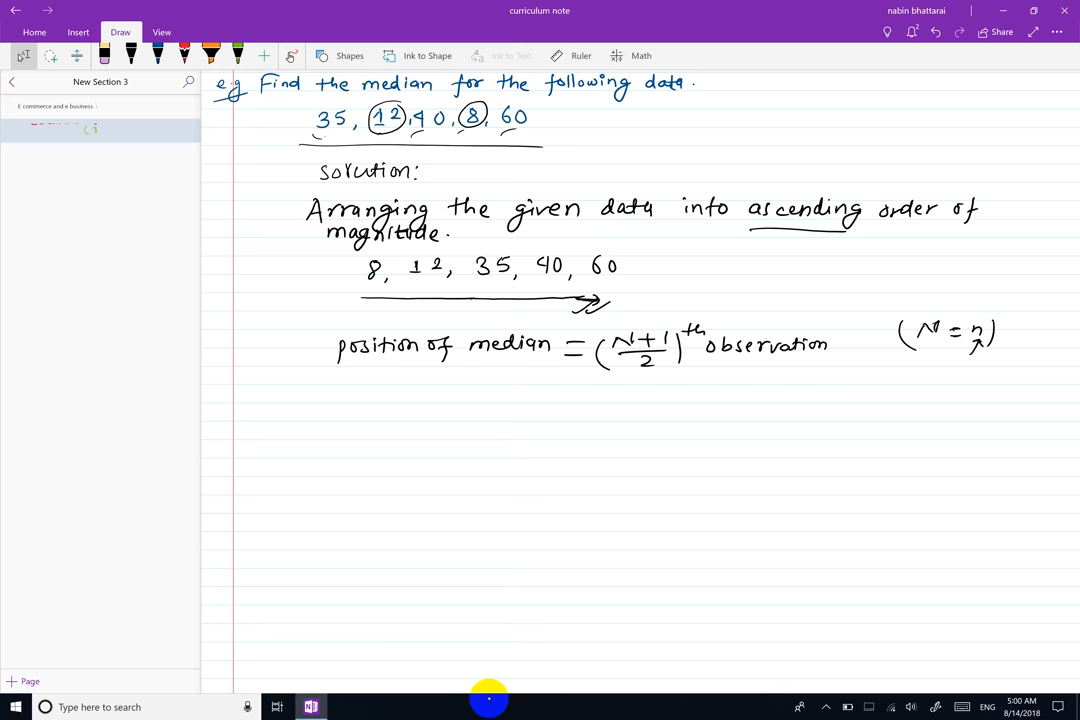 curriculum note
nabin bhattarai
Home Insert Draw View
Share
Shapes Ink to Shape Ink to Text Ruler Math
New Section 3
E commerce and e business
e.g Find the median for the following data.
35, 12, 40, 8, 60
Solution:
Arranging the given data into ascending order of
magnitude.
8, 12, 35, 40, 60
position of median = (N+1/2)th observation (N = n)
+ Page
Type here to search
ENG
5:00 AM
8/14/2018